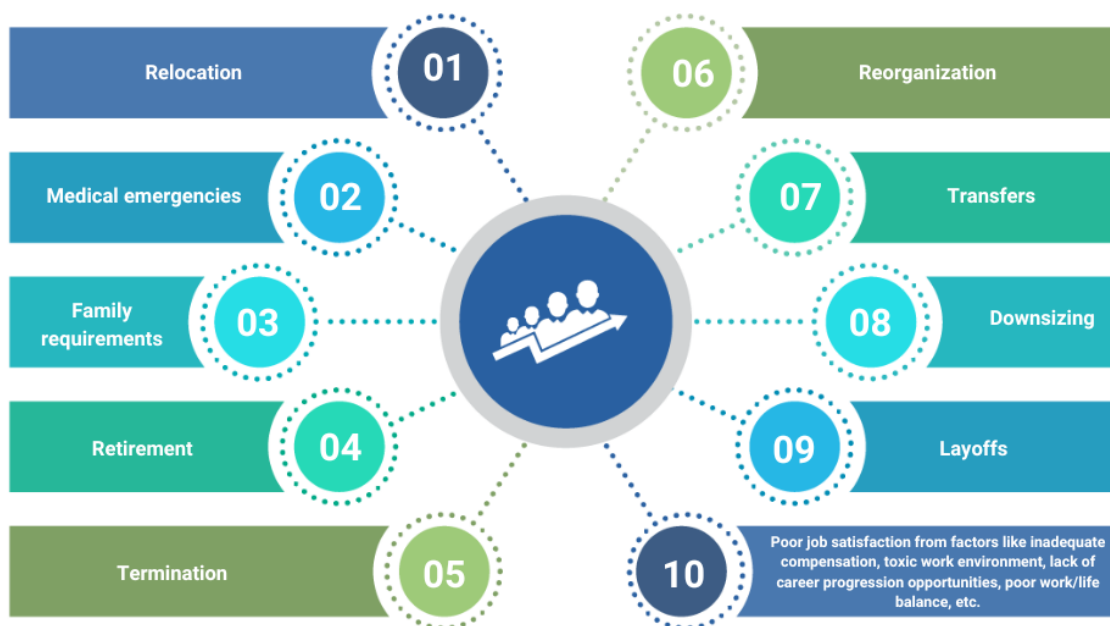 01
Relocation
02
Medical emergencies
03
Family
requirements
04
Retirement
05
Termination
06
Reorganization
07
Transfers
08
Downsizing
09
Layoffs
10
Poor job satisfaction from factors like inadequate
compensation, toxic work environment, lack of
career progression opportunities, poor work/life
balance, etc.